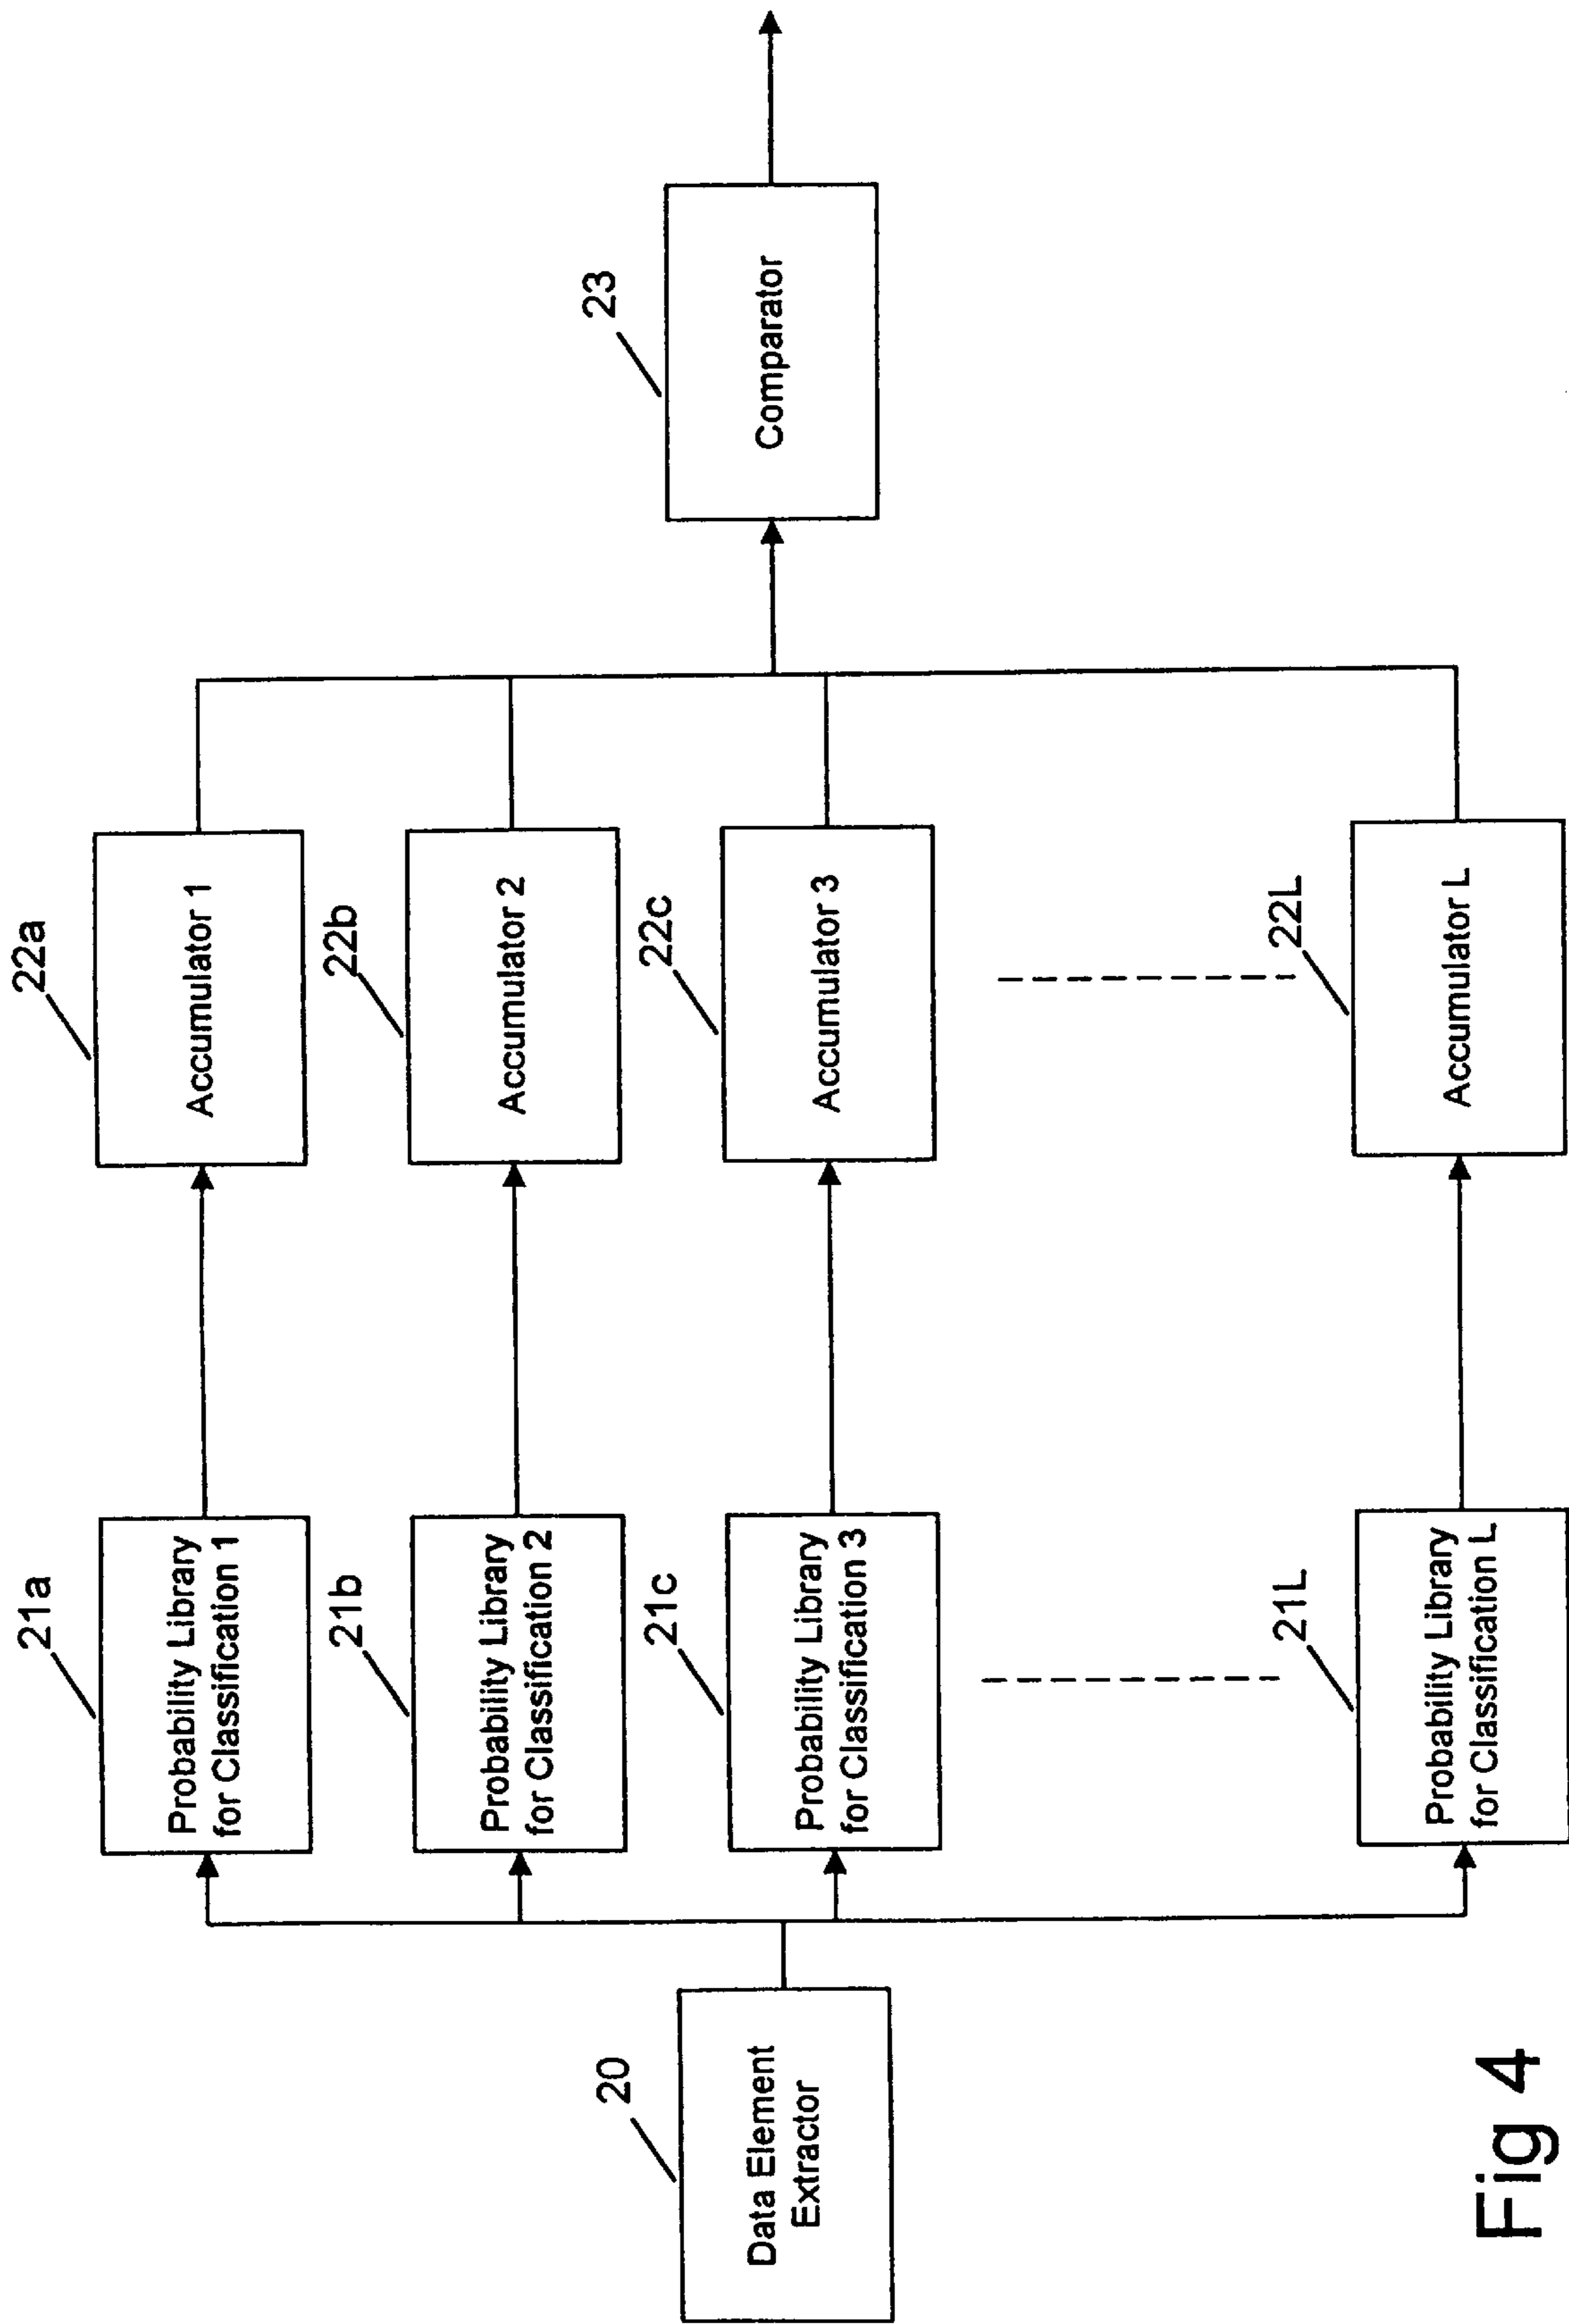 20
Data Element
Extractor
21a
Probability Library
for Classification 1
21b
Probability Library
for Classification 2
21c
Probability Library
for Classification 3
21L
Probability Library
for Classification L
22a
Accumulator 1
22b
Accumulator 2
22c
Accumulator 3
22L
Accumulator L
23
Comparator
Fig 4